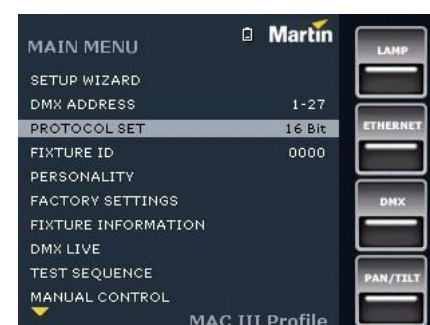 Martin
MAIN MENU
LAMP
SETUP WIZARD
DMX ADDRESS 1-27
PROTOCOL SET 16 Bit
ETHERNET
FIXTURE ID 0000
PERSONALITY
FACTORY SETTINGS
DMX
FIXTURE INFORMATION
DMX LIVE
TEST SEQUENCE
PAN/TILT
MANUAL CONTROL
MAC III Profile